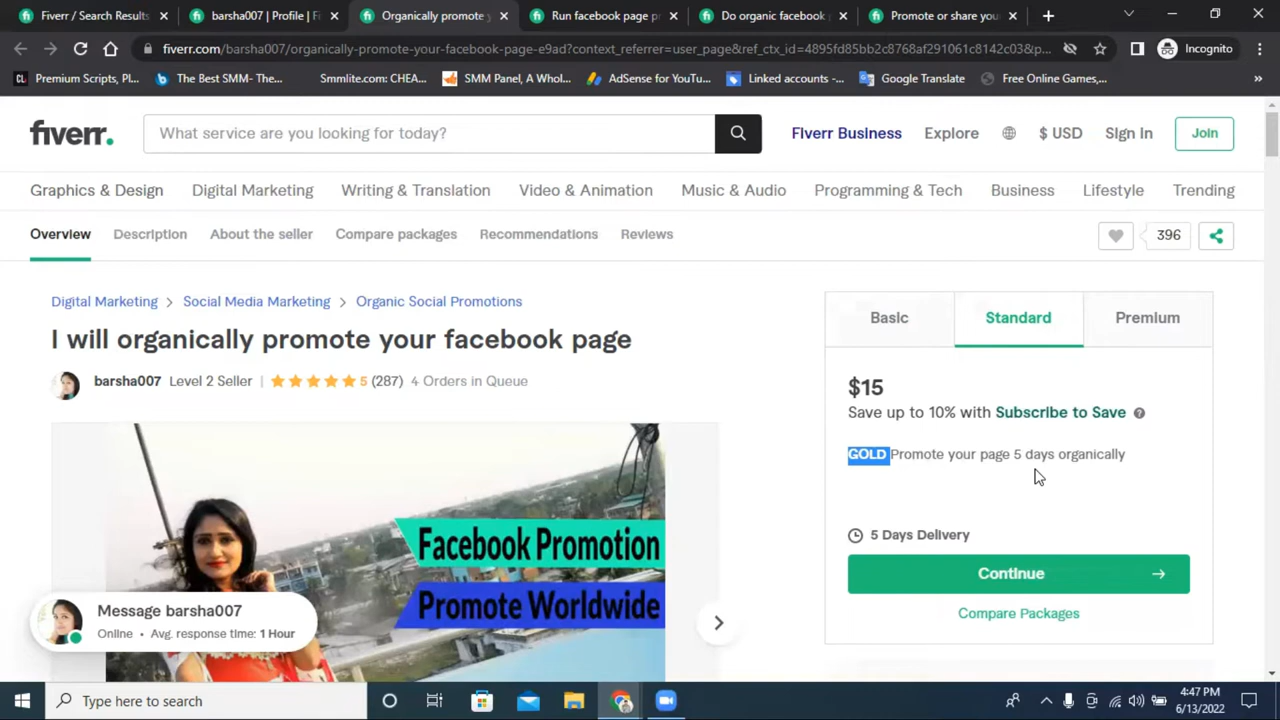 Fiverr / Search Results
barsha007 | Profile | F
Organically promote y
Run facebook page pr
Do organic facebook
Promote or share you
fiverr.com/barsha007/organically-promote-your-facebook-page-e9ad?context_referrer=user_page&ref_ctx_id=4895fd85bb2c8768af291061c8142c03&p...
Incognito
Premium Scripts, Pl...
The Best SMM- The...
Smmlite.com: CHEA...
SMM Panel, A Whol...
AdSense for YouTu...
Linked accounts -...
Google Translate
Free Online Games,...
»
fiverr.
What service are you looking for today?
Fiverr Business
Explore
$ USD
Sign In
Join
Graphics & Design
Digital Marketing
Writing & Translation
Video & Animation
Music & Audio
Programming & Tech
Business
Lifestyle
Trending
Overview
Description
About the seller
Compare packages
Recommendations
Reviews
396
Digital Marketing > Social Media Marketing > Organic Social Promotions
I will organically promote your facebook page
barsha007 Level 2 Seller | 5 (287) 4 Orders in Queue
Facebook Promotion
Promote Worldwide
Message barsha007
Online • Avg. response time: 1 Hour
Basic
Standard
Premium
$15
Save up to 10% with Subscribe to Save
GOLD Promote your page 5 days organically
5 Days Delivery
Continue
Compare Packages
Type here to search
4:47 PM
6/13/2022